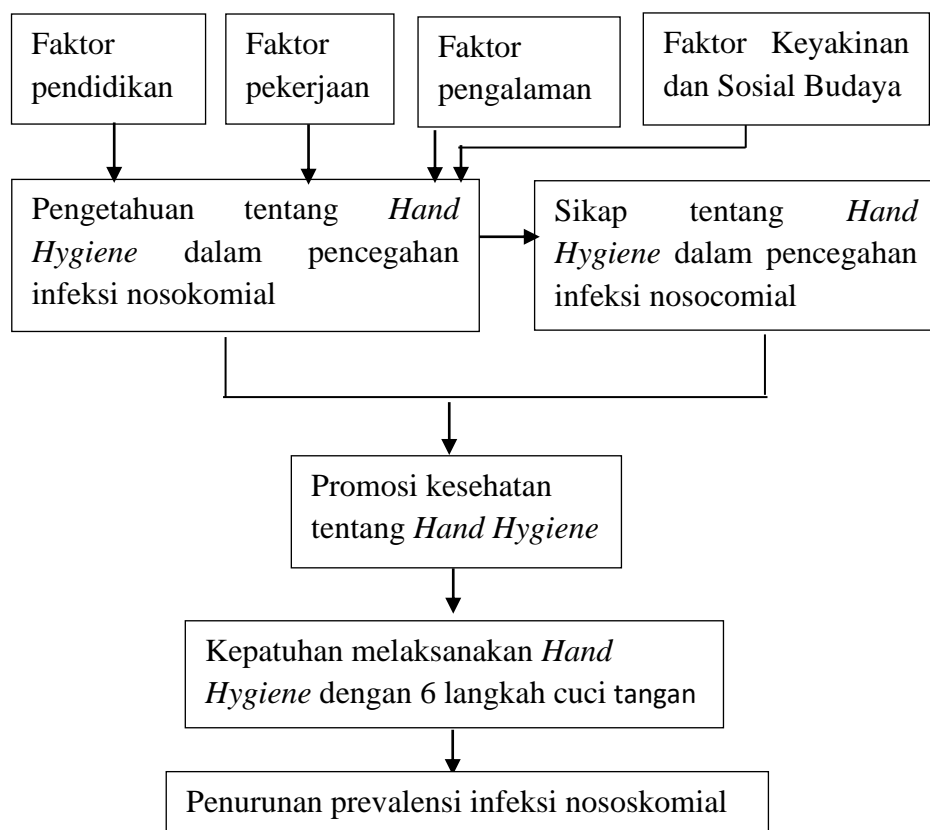 Faktor
pendidikan
Faktor
pekerjaan
Faktor
pengalaman
Faktor Keyakinan
dan Sosial Budaya
Pengetahuan tentang Hand
Hygiene dalam pencegahan
infeksi nosokomial
Sikap tentang Hand
Hygiene dalam pencegahan
infeksi nosocomial
Promosi kesehatan
tentang Hand Hygiene
Kepatuhan melaksanakan Hand
Hygiene dengan 6 langkah cuci tangan
Penurunan prevalensi infeksi nososkomial